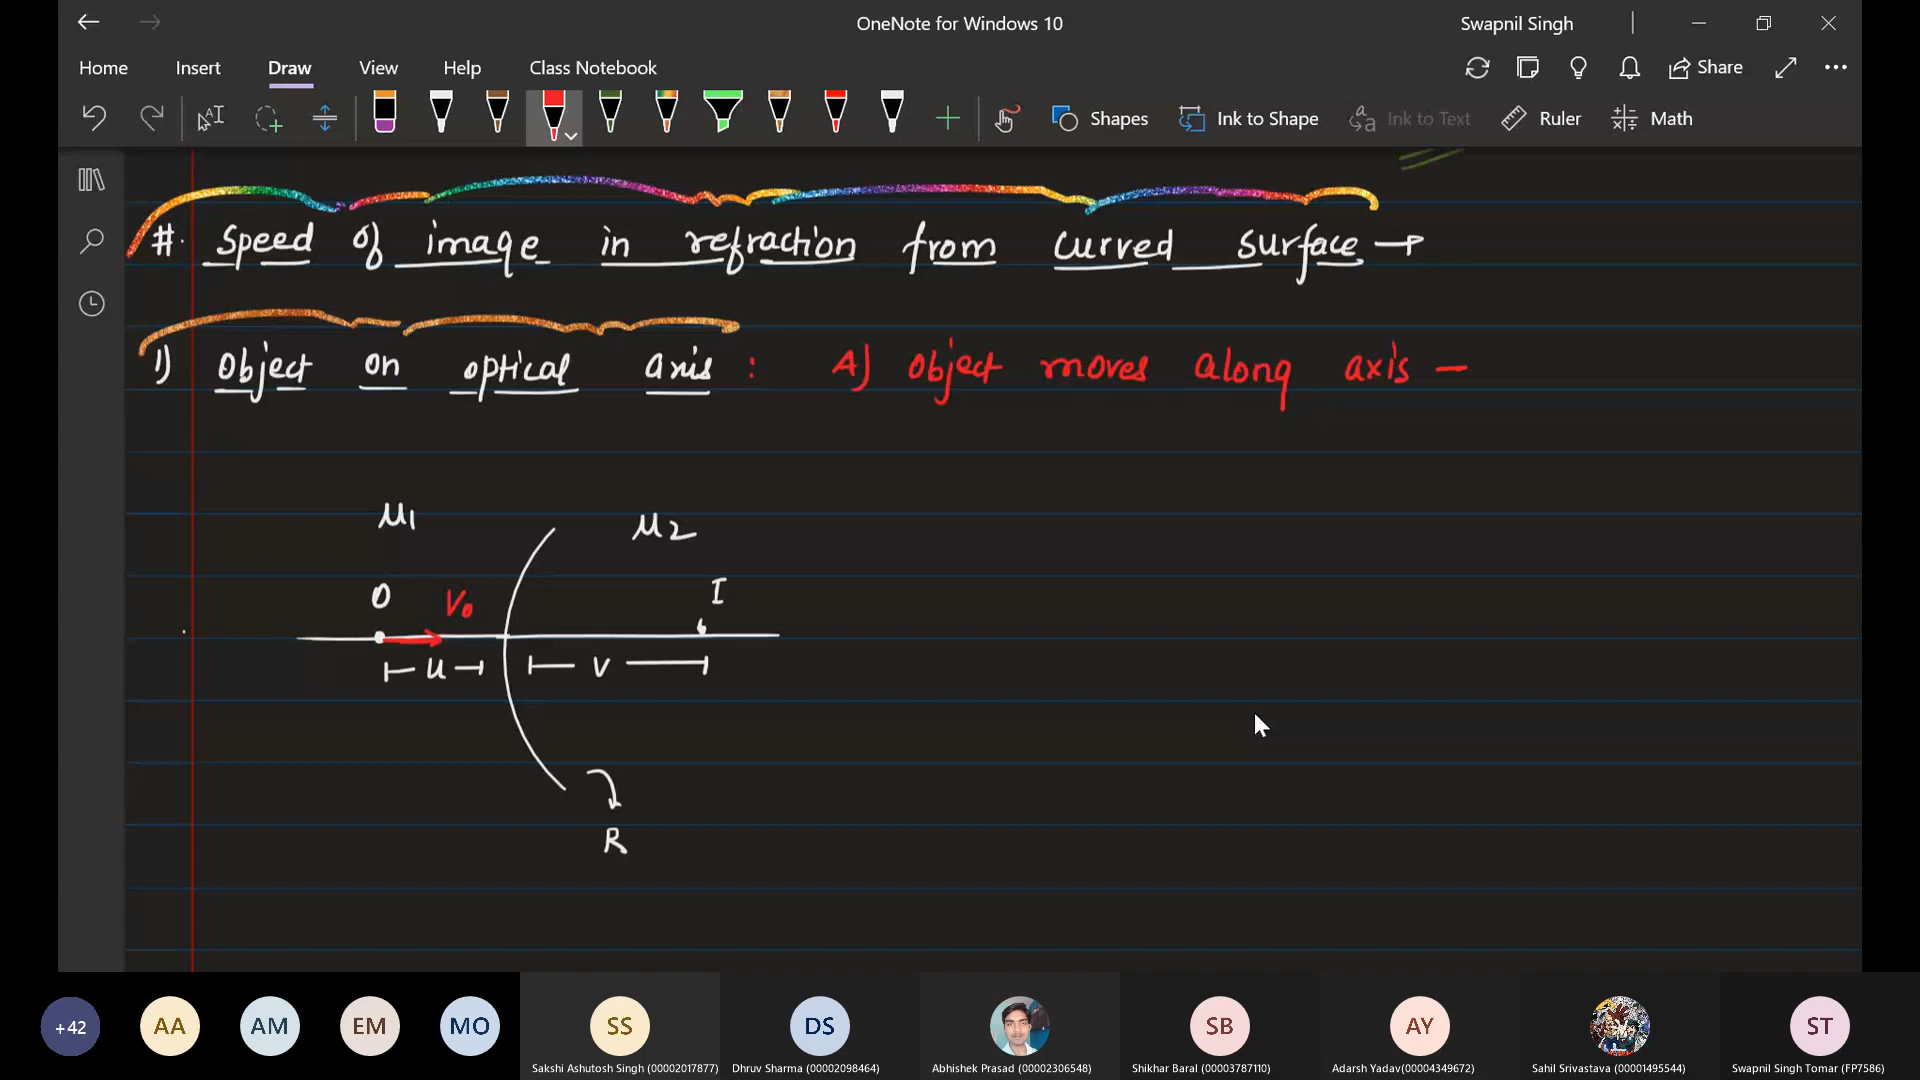 OneNote for Windows 10
Swapnil Singh
Home Insert Draw View Help Class Notebook
Share
Shapes Ink to Shape Ink to Text Ruler Math
# Speed of image in refraction from curved surface →
1) Object on optical axis : A) object moves along axis -
μ1 μ2
O V0 I
u v
R
+42 AA AM EM MO SS DS SB AY ST
Sakshi Ashutosh Singh (00002017877) Dhruv Sharma (00002098464) Abhishek Prasad (00002306548) Shikhar Baral (00003787110) Adarsh Yadav(00004349672) Sahil Srivastava (00001495544) Swapnil Singh Tomar (FP7586)